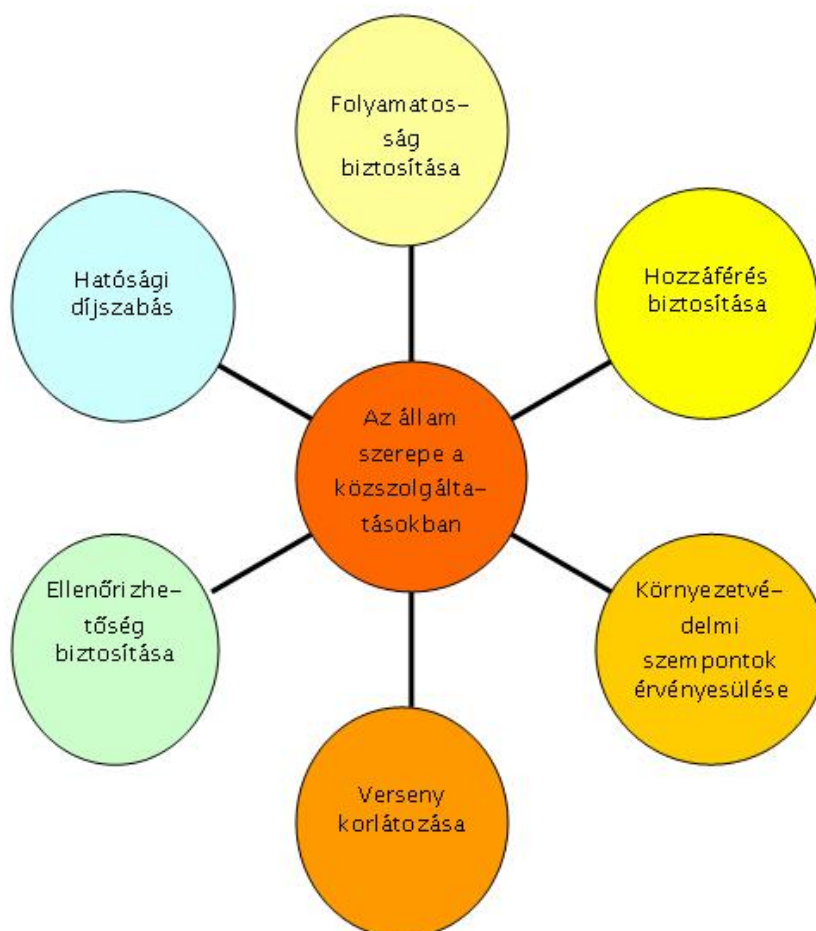 Folyamatos–
ság
biztosítása
Hatósági
díjszabás
Hozzáférés
biztosítása
Az állam
szerepe a
közszolgálta–
tásokban
Ellenőrizhe–
tőség
biztosítása
Környezetvé–
delmi
szempontok
érvényesülése
Verseny
korlátozása